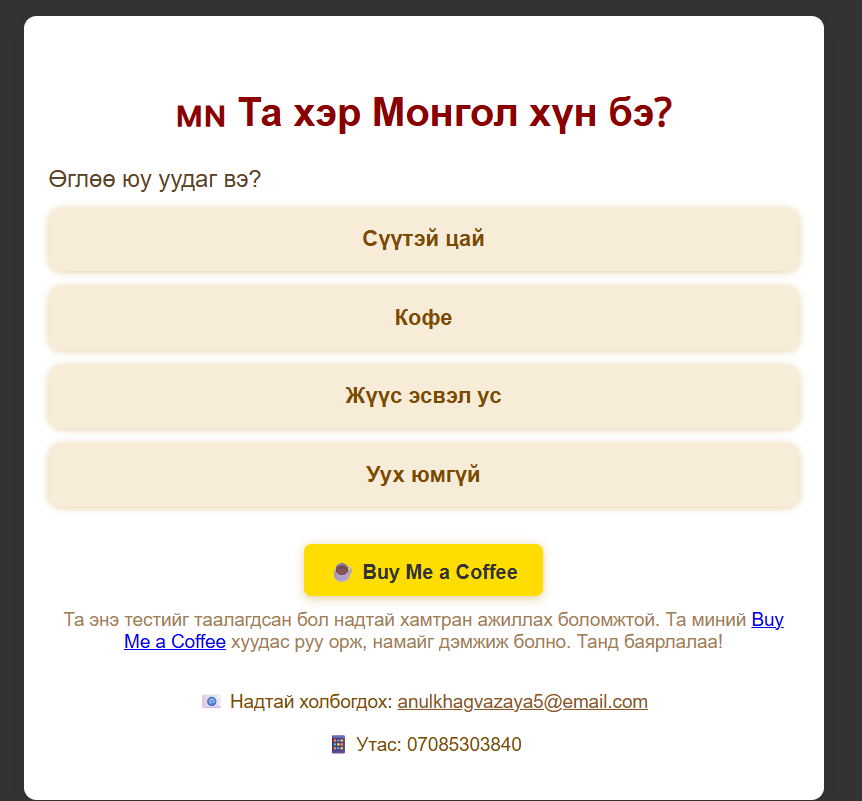 MN Та хэр Монгол хүн бэ?
Өглөө юу уудаг вэ?
Сүүтэй цай
Кофе
Жүүс эсвэл ус
Уух юмгүй
Buy Me a Coffee
Та энэ тестийг таалагдсан бол надтай хамтран ажиллах боломжтой. Та миний Buy
Me a Coffee хуудас руу орж, намайг дэмжиж болно. Танд баярлалаа!
Надтай холбогдох: anulkhagvazaya5@email.com
Утас: 07085303840